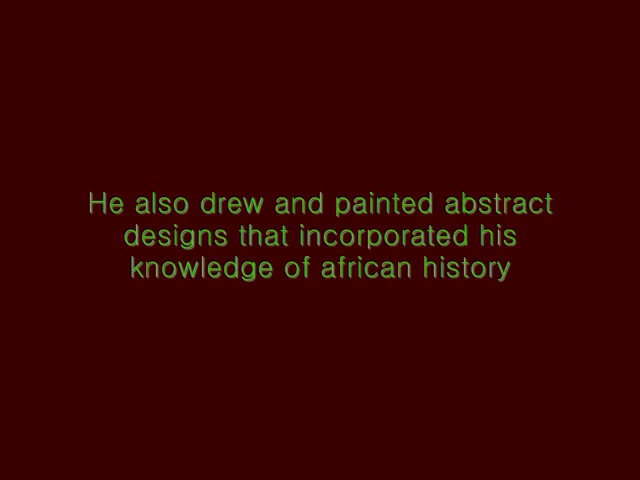 He also drew and painted abstract
designs that incorporated his
knowledge of african history